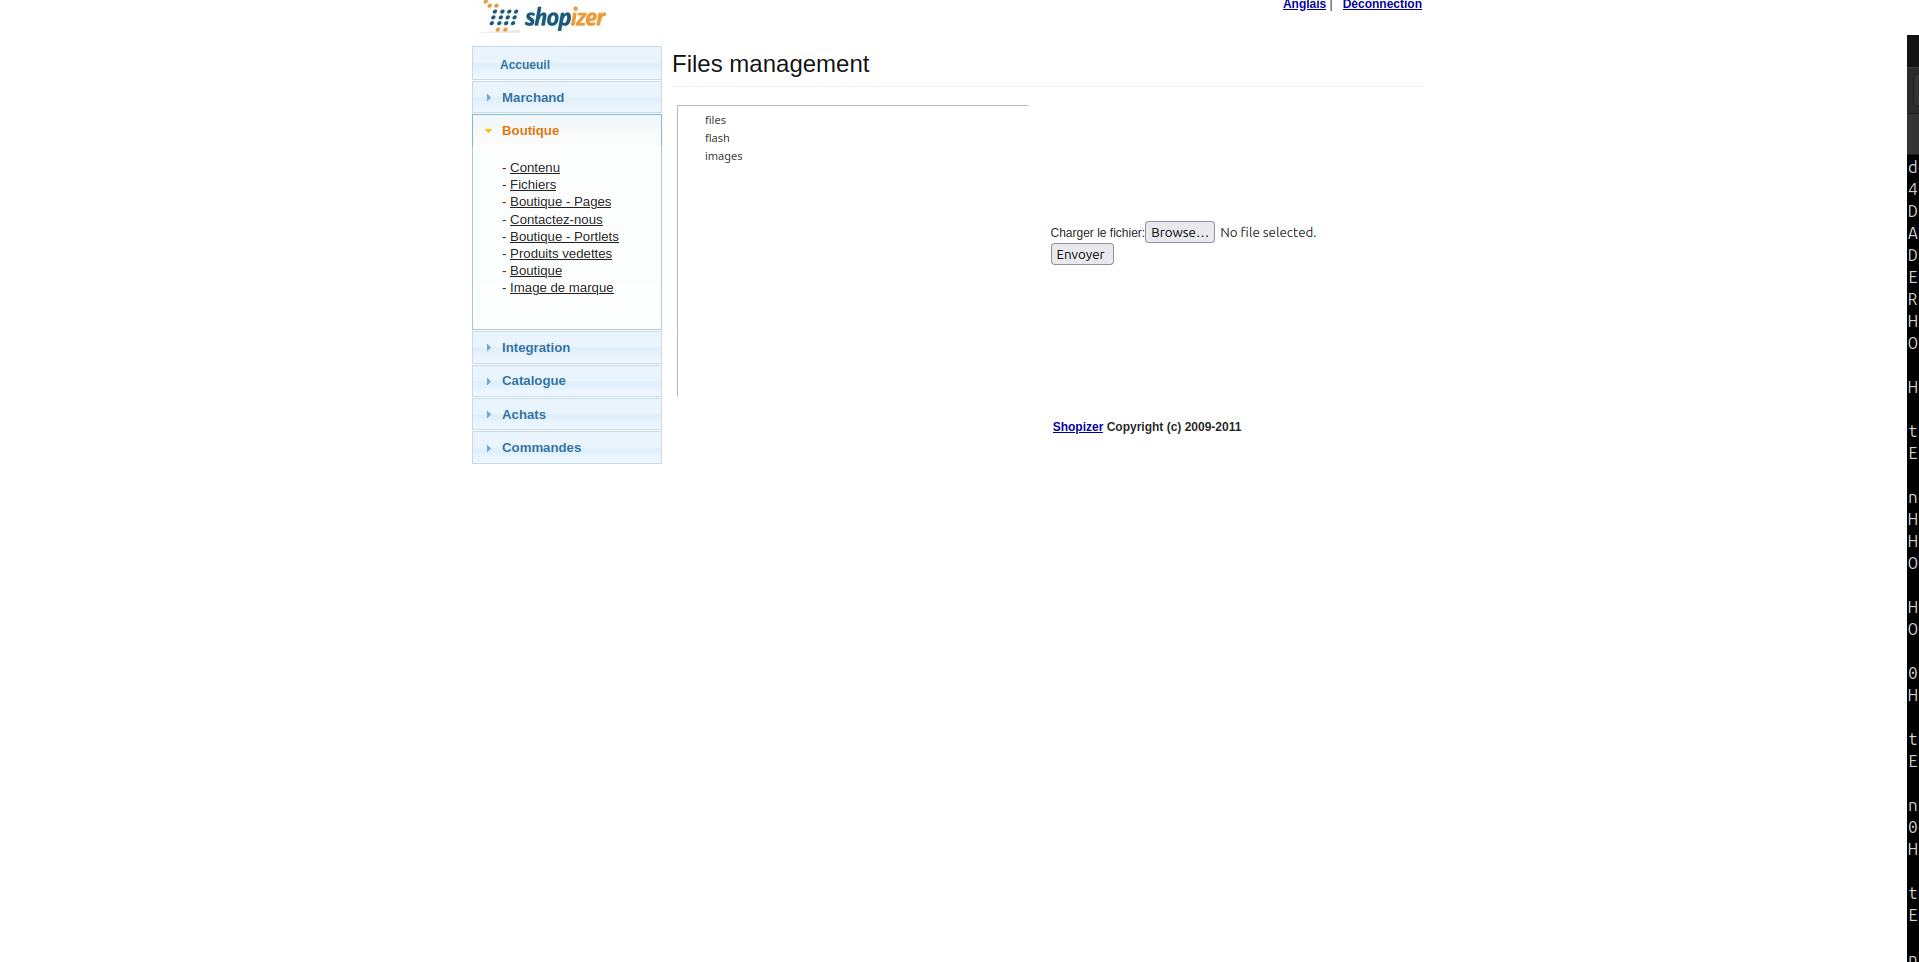 shopizer
Anglais | Déconnection
Accueuil
Marchand
Boutique
- Contenu
- Fichiers
- Boutique - Pages
- Contactez-nous
- Boutique - Portlets
- Produits vedettes
- Boutique
- Image de marque
Integration
Catalogue
Achats
Commandes
Files management
files
flash
images
Charger le fichier: Browse... No file selected.
Envoyer
Shopizer Copyright (c) 2009-2011
d
4
D
A
D
E
R
H
O
H
t
E
n
H
H
O
H
O
0
H
t
E
n
0
H
t
E